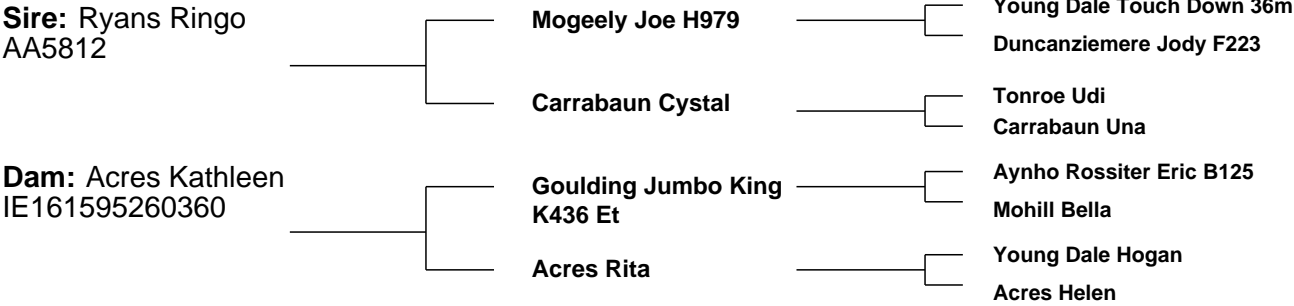 Sire: Ryans Ringo
AA5812
Mogeely Joe H979
Young Dale Touch Down 36m
Duncanziemere Jody F223
Carrabaun Cystal
Tonroe Udi
Carrabaun Una
Dam: Acres Kathleen
IE161595260360
Goulding Jumbo King
K436 Et
Aynho Rossiter Eric B125
Mohill Bella
Acres Rita
Young Dale Hogan
Acres Helen